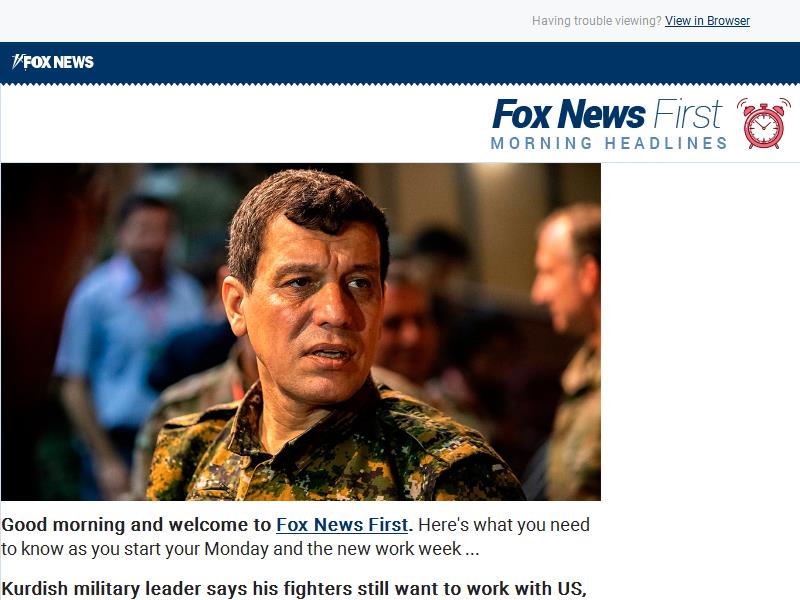 Having trouble viewing? View in Browser
FOX NEWS
Fox News First
MORNING HEADLINES
Good morning and welcome to Fox News First. Here's what you need
to know as you start your Monday and the new work week ...
Kurdish military leader says his fighters still want to work with US,